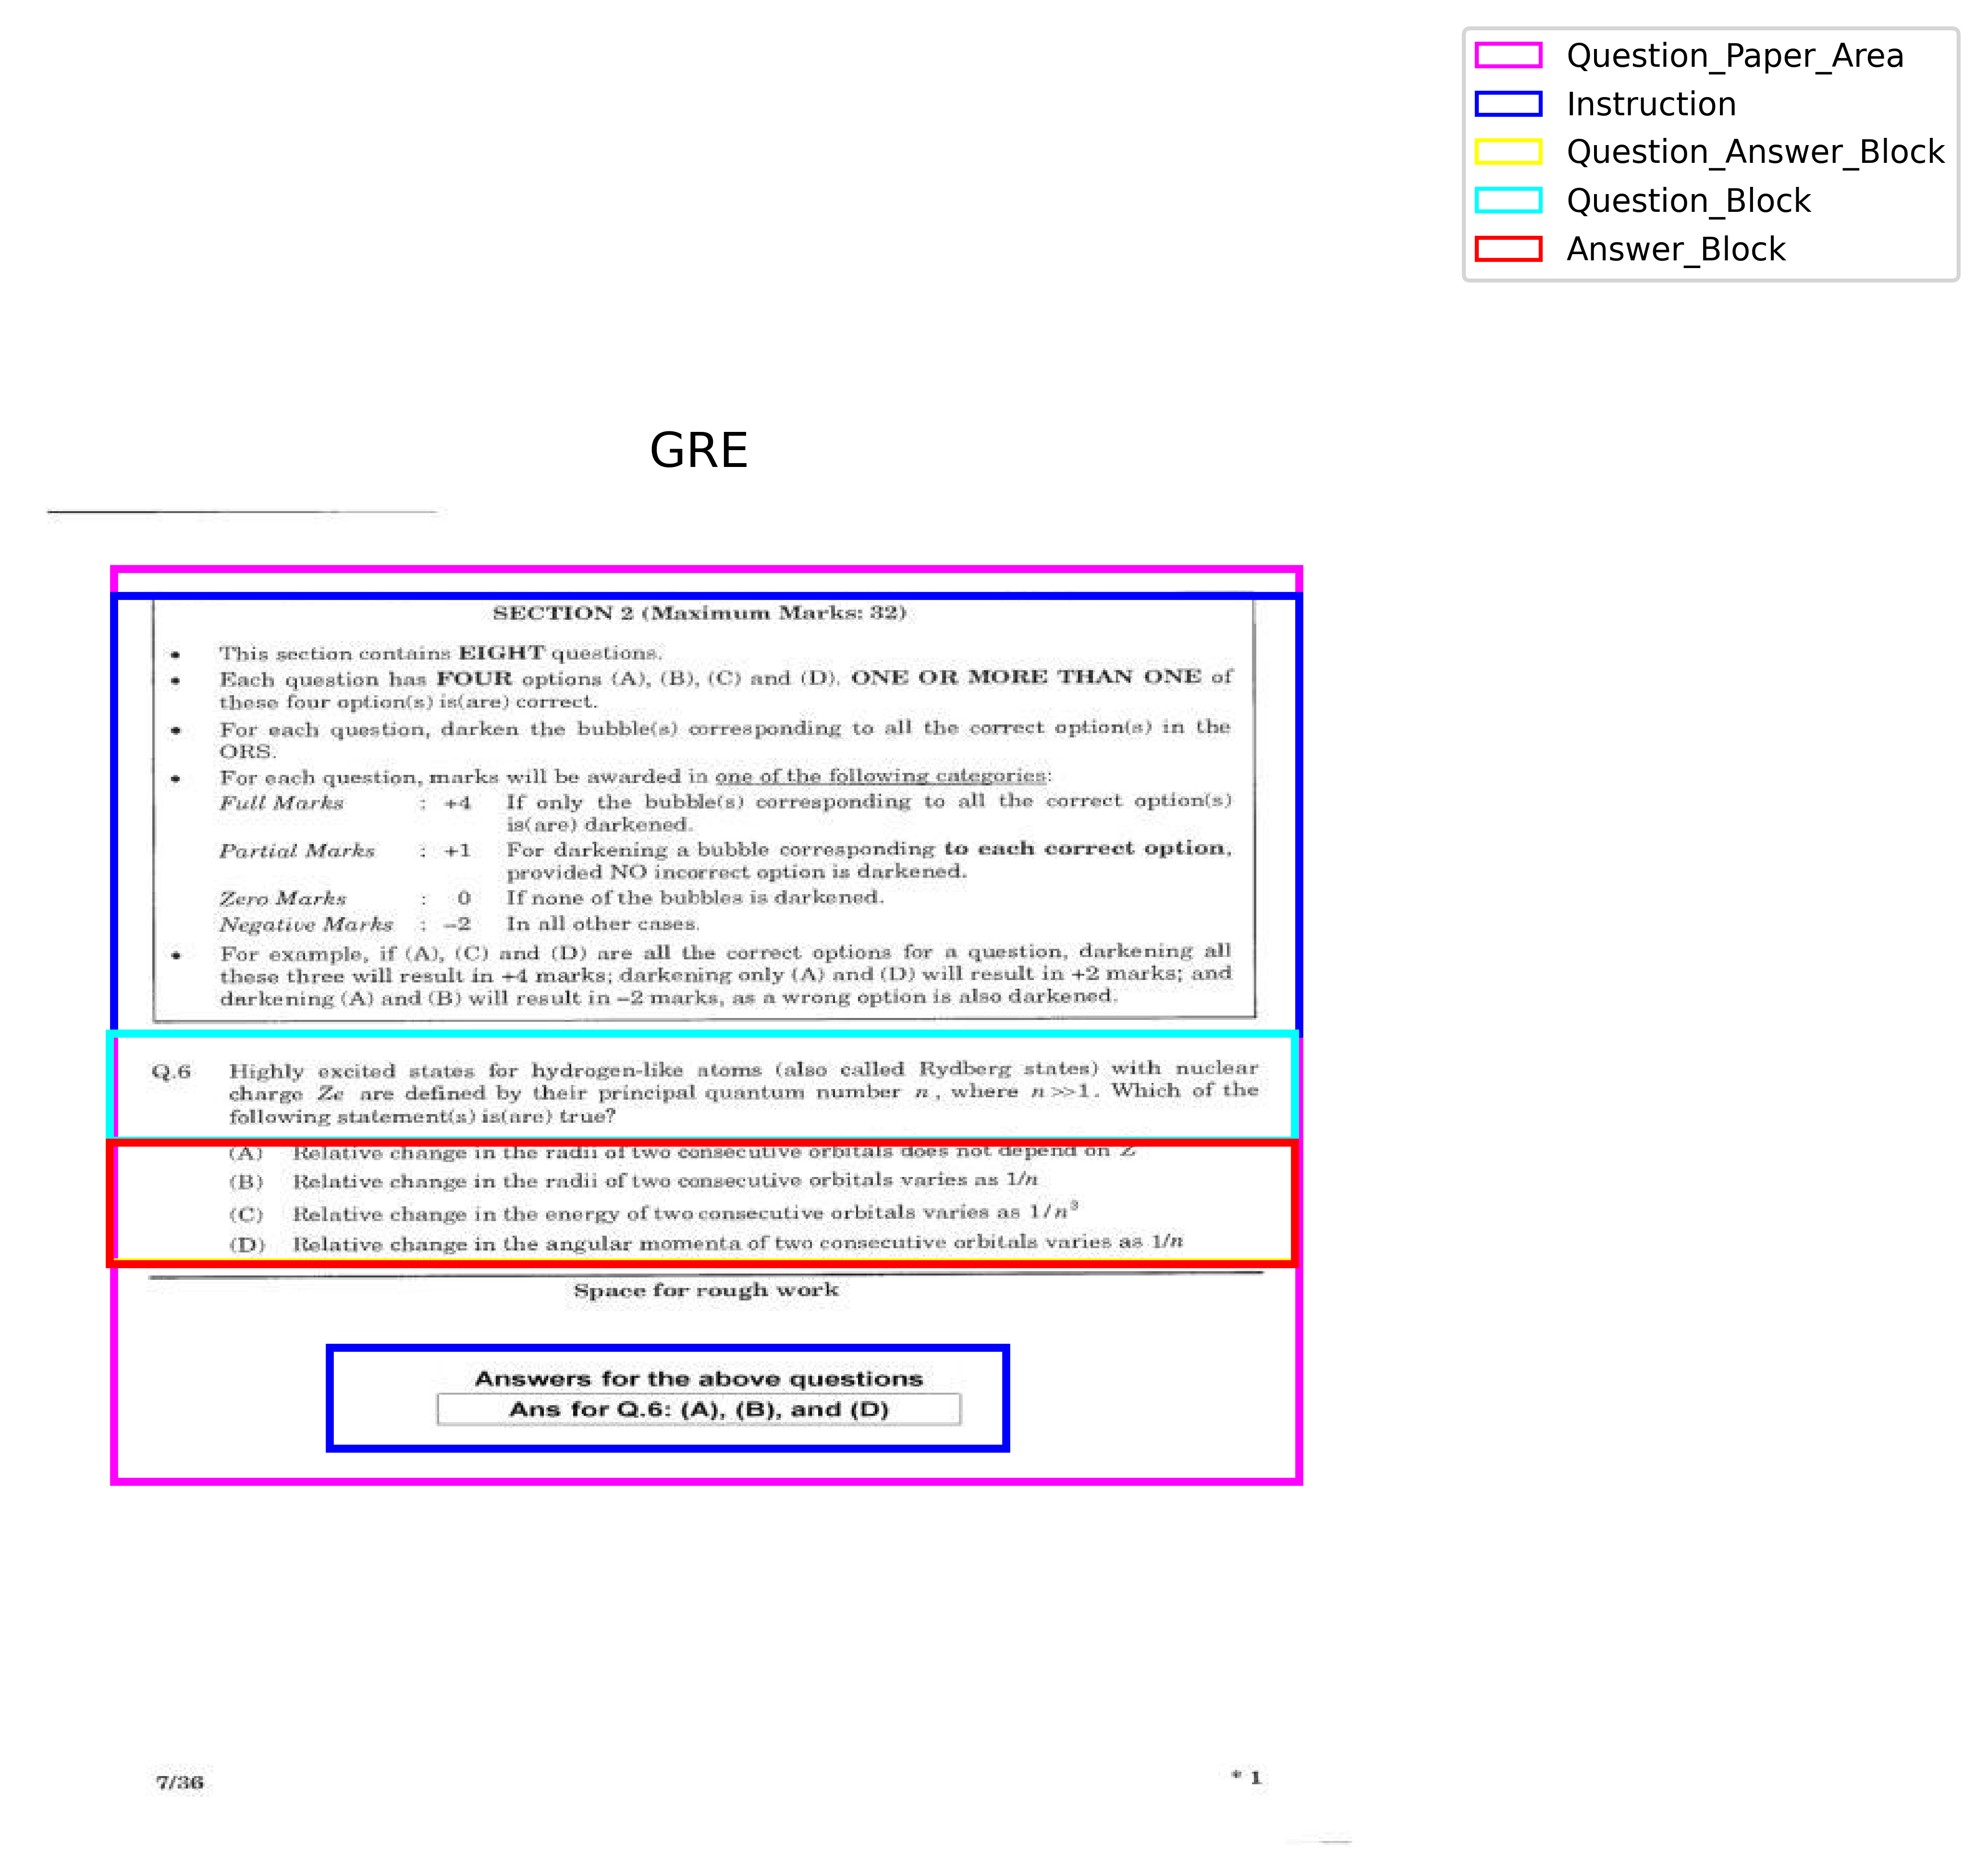 Question_Paper_Area
Instruction
Question_Answer_Block
Question_Block
Answer_Block
GRE
SECTION 2 (Maximum Marks: 32)
• This section contains EIGHT questions.
• Each question has FOUR options (A), (B), (C) and (D). ONE OR MORE THAN ONE of
these four option(s) is(are) correct.
• For each question, darken the bubble(s) corresponding to all the correct option(s) in the
ORS.
• For each question, marks will be awarded in one of the following categories:
Full Marks : +4 If only the bubble(s) corresponding to all the correct option(s)
is(are) darkened.
Partial Marks : +1 For darkening a bubble corresponding to each correct option,
provided NO incorrect option is darkened.
Zero Marks : 0 If none of the bubbles is darkened.
Negative Marks : –2 In all other cases.
• For example, if (A), (C) and (D) are all the correct options for a question, darkening all
these three will result in +4 marks; darkening only (A) and (D) will result in +2 marks; and
darkening (A) and (B) will result in –2 marks, as a wrong option is also darkened.
Q.6 Highly excited states for hydrogen-like atoms (also called Rydberg states) with nuclear
charge Ze are defined by their principal quantum number n, where n>>1. Which of the
following statement(s) is(are) true?
(A) Relative change in the radii of two consecutive orbitals does not depend on Z
(B) Relative change in the radii of two consecutive orbitals varies as 1/n
(C) Relative change in the energy of two consecutive orbitals varies as 1/n³
(D) Relative change in the angular momenta of two consecutive orbitals varies as 1/n
Space for rough work
Answers for the above questions
Ans for Q.6: (A), (B), and (D)
7/36 * 1